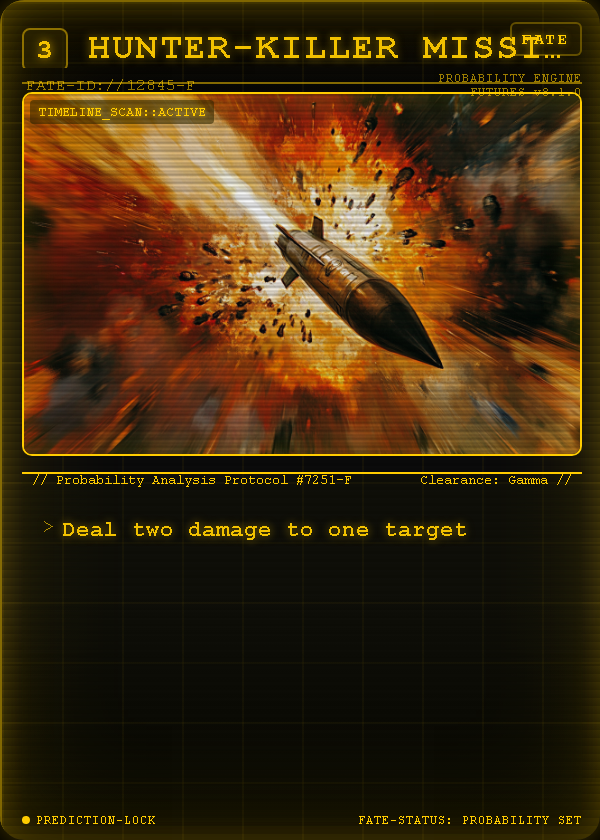 3 HUNTER-KILLER MISSI…
FATE
FATE-ID://12845-F
PROBABILITY ENGINE
FUTURES v8.1.0
TIMELINE_SCAN::ACTIVE
// Probability Analysis Protocol #7251-F
Clearance: Gamma //
> Deal two damage to one target
PREDICTION-LOCK
FATE-STATUS: PROBABILITY SET